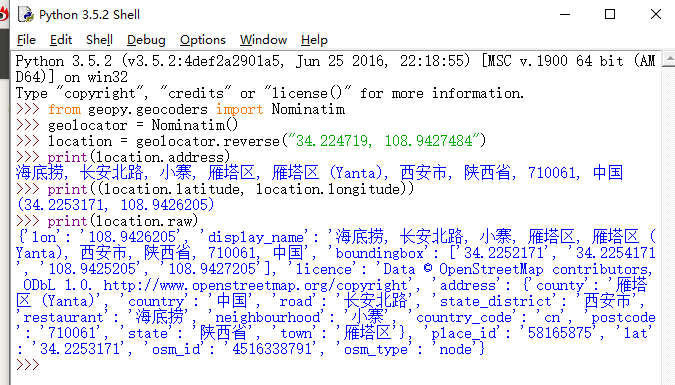 Python 3.5.2 Shell
File Edit Shell Debug Options Window Help
Python 3.5.2 (v3.5.2:4def2a2901a5, Jun 25 2016, 22:18:55) [MSC v.1900 64 bit (AM
D64)] on win32
Type "copyright", "credits" or "license()" for more information.
>>> from geopy.geocoders import Nominatim
>>> geolocator = Nominatim()
>>> location = geolocator.reverse("34.224719, 108.9427484")
>>> print(location.address)
海底捞, 长安北路, 小寨, 雁塔区, 雁塔区 (Yanta), 西安市, 陕西省, 710061, 中国
>>> print((location.latitude, location.longitude))
(34.2253171, 108.9426205)
>>> print(location.raw)
{'lon': '108.9426205', 'display_name': '海底捞, 长安北路, 小寨, 雁塔区, 雁塔区 (
Yanta), 西安市, 陕西省, 710061, 中国', 'boundingbox': ['34.2252171', '34.2254171
', '108.9425205', '108.9427205'], 'licence': 'Data © OpenStreetMap contributors,
 ODbL 1.0. http://www.openstreetmap.org/copyright', 'address': {'county': '雁塔
区 (Yanta)', 'country': '中国', 'road': '长安北路', 'state_district': '西安市',
'restaurant': '海底捞', 'neighbourhood': '小寨', 'country_code': 'cn', 'postcode
': '710061', 'state': '陕西省', 'town': '雁塔区'}, 'place_id': '58165875', 'lat'
: '34.2253171', 'osm_id': '4516338791', 'osm_type': 'node'}
>>>